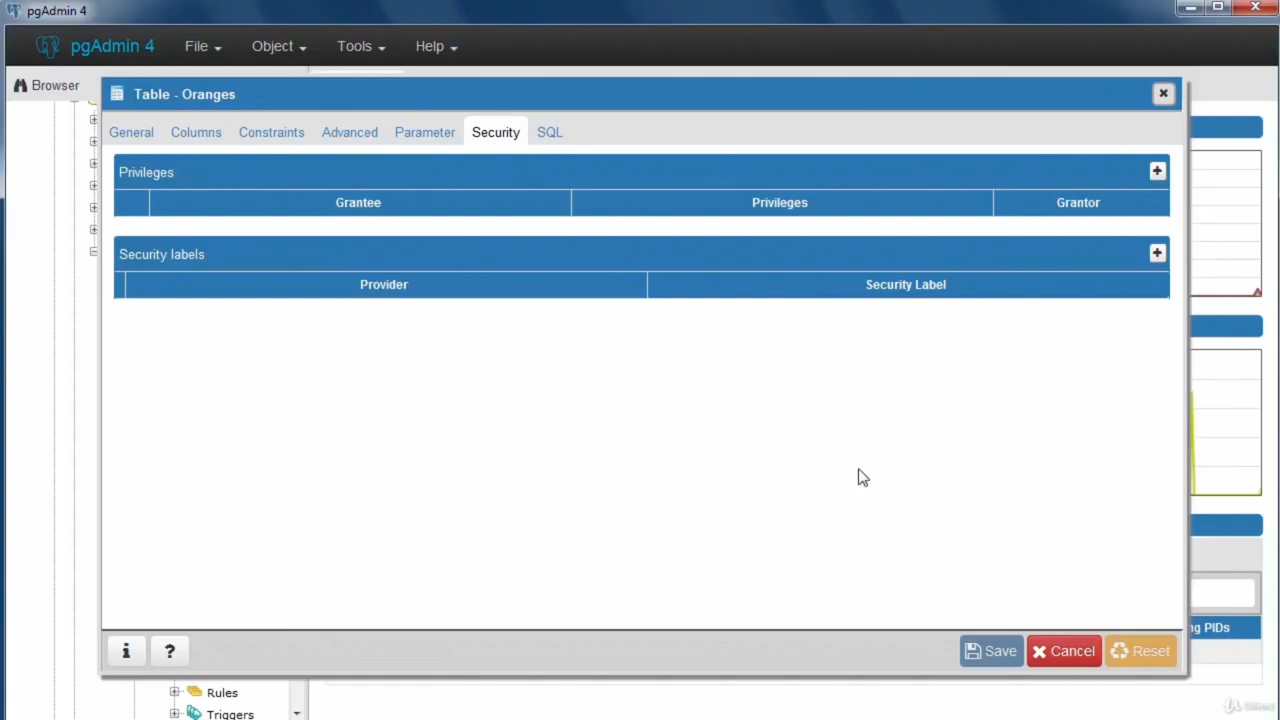 pgAdmin 4
pgAdmin 4 File Object Tools Help
Browser
Table - Oranges
General Columns Constraints Advanced Parameter Security SQL
Privileges
Grantee Privileges Grantor
Security labels
Provider Security Label
i ? Save Cancel Reset
ng PIDs
Rules
Triggers
Udemy